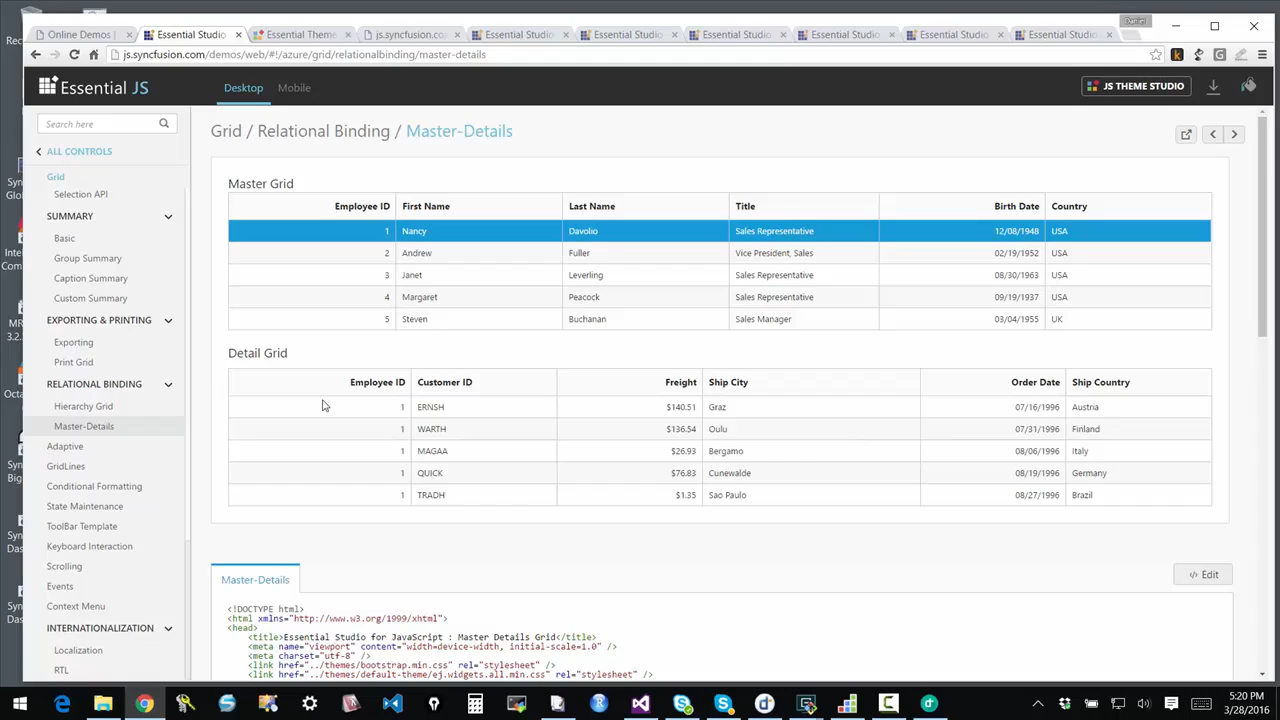 Daniel
Online Demos |
Essential Studio
Essential Theme
js.syncfusion.com/
Essential Studio
Essential Studio
Essential Studio
Essential Studio
Essential Studio
Essential Studio
js.syncfusion.com/demos/web/#!/azure/grid/relationalbinding/master-details
Essential JS
Desktop
Mobile
JS THEME STUDIO
Search here
ALL CONTROLS
Grid
Selection API
SUMMARY
Basic
Group Summary
Caption Summary
Custom Summary
EXPORTING & PRINTING
Exporting
Print Grid
RELATIONAL BINDING
Hierarchy Grid
Master-Details
Adaptive
GridLines
Conditional Formatting
State Maintenance
ToolBar Template
Keyboard Interaction
Scrolling
Events
Context Menu
INTERNATIONALIZATION
Localization
RTL
Grid / Relational Binding / Master-Details
Master Grid
Employee ID First Name Last Name Title Birth Date Country
1 Nancy Davolio Sales Representative 12/08/1948 USA
2 Andrew Fuller Vice President, Sales 02/19/1952 USA
3 Janet Leverling Sales Representative 08/30/1963 USA
4 Margaret Peacock Sales Representative 09/19/1937 USA
5 Steven Buchanan Sales Manager 03/04/1955 UK
Detail Grid
Employee ID Customer ID Freight Ship City Order Date Ship Country
1 ERNSH $140.51 Graz 07/16/1996 Austria
1 WARTH $136.54 Oulu 07/31/1996 Finland
1 MAGAA $26.93 Bergamo 08/06/1996 Italy
1 QUICK $76.83 Cunewalde 08/19/1996 Germany
1 TRADH $1.35 Sao Paulo 08/27/1996 Brazil
Master-Details
</> Edit
<!DOCTYPE html>
<html xmlns="http://www.w3.org/1999/xhtml">
<head>
<title>Essential Studio for JavaScript : Master Details Grid</title>
<meta name="viewport" content="width=device-width, initial-scale=1.0" />
<meta charset="utf-8" />
<link href="../themes/bootstrap.min.css" rel="stylesheet" />
<link href="../themes/default-theme/ej.widgets.all.min.css" rel="stylesheet" />
5:20 PM
3/28/2016